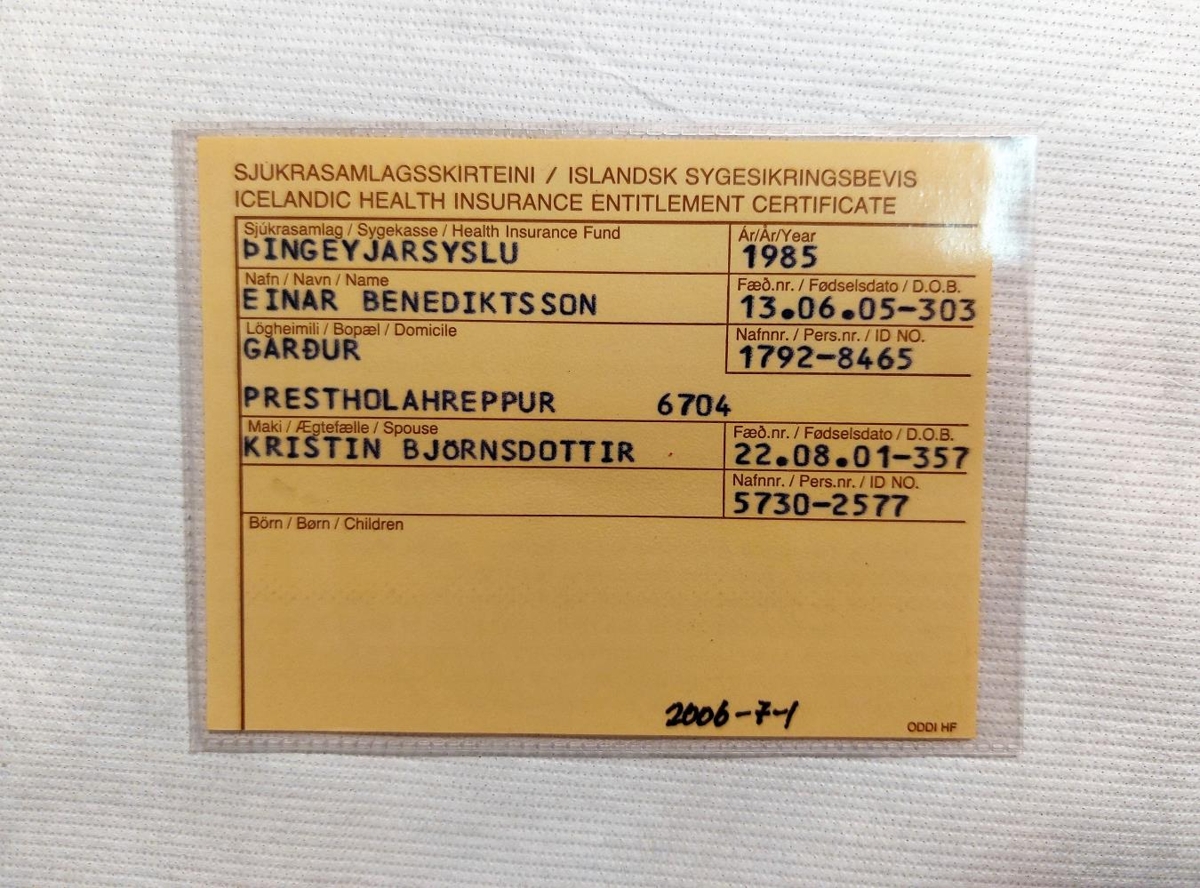 SJÚKRASAMLAGSSKIRTEINI / ISLANDSK SYGESIKRINGSBEVIS
ICELANDIC HEALTH INSURANCE ENTITLEMENT CERTIFICATE
Sjúkrasamlag / Sygekasse / Health Insurance Fund
ÞINGEYJARSYSLU
Ár/År/Year
1985
Nafn / Navn / Name
EINAR BENEDIKTSSON
Fæð.nr. / Fødselsdato / D.O.B.
13.06.05-303
Lögheimili / Bopæl / Domicile
GARÐUR
Nafnnr. / Pers.nr. / ID NO.
1792-8465
PRESTHOLAHREPPUR 6704
Maki / Ægtefælle / Spouse
KRISTIN BJÖRNSDOTTIR
Fæð.nr. / Fødselsdato / D.O.B.
22.08.01-357
Nafnnr. / Pers.nr. / ID NO.
5730-2577
Börn / Børn / Children
2006-7-1
ODDI HF